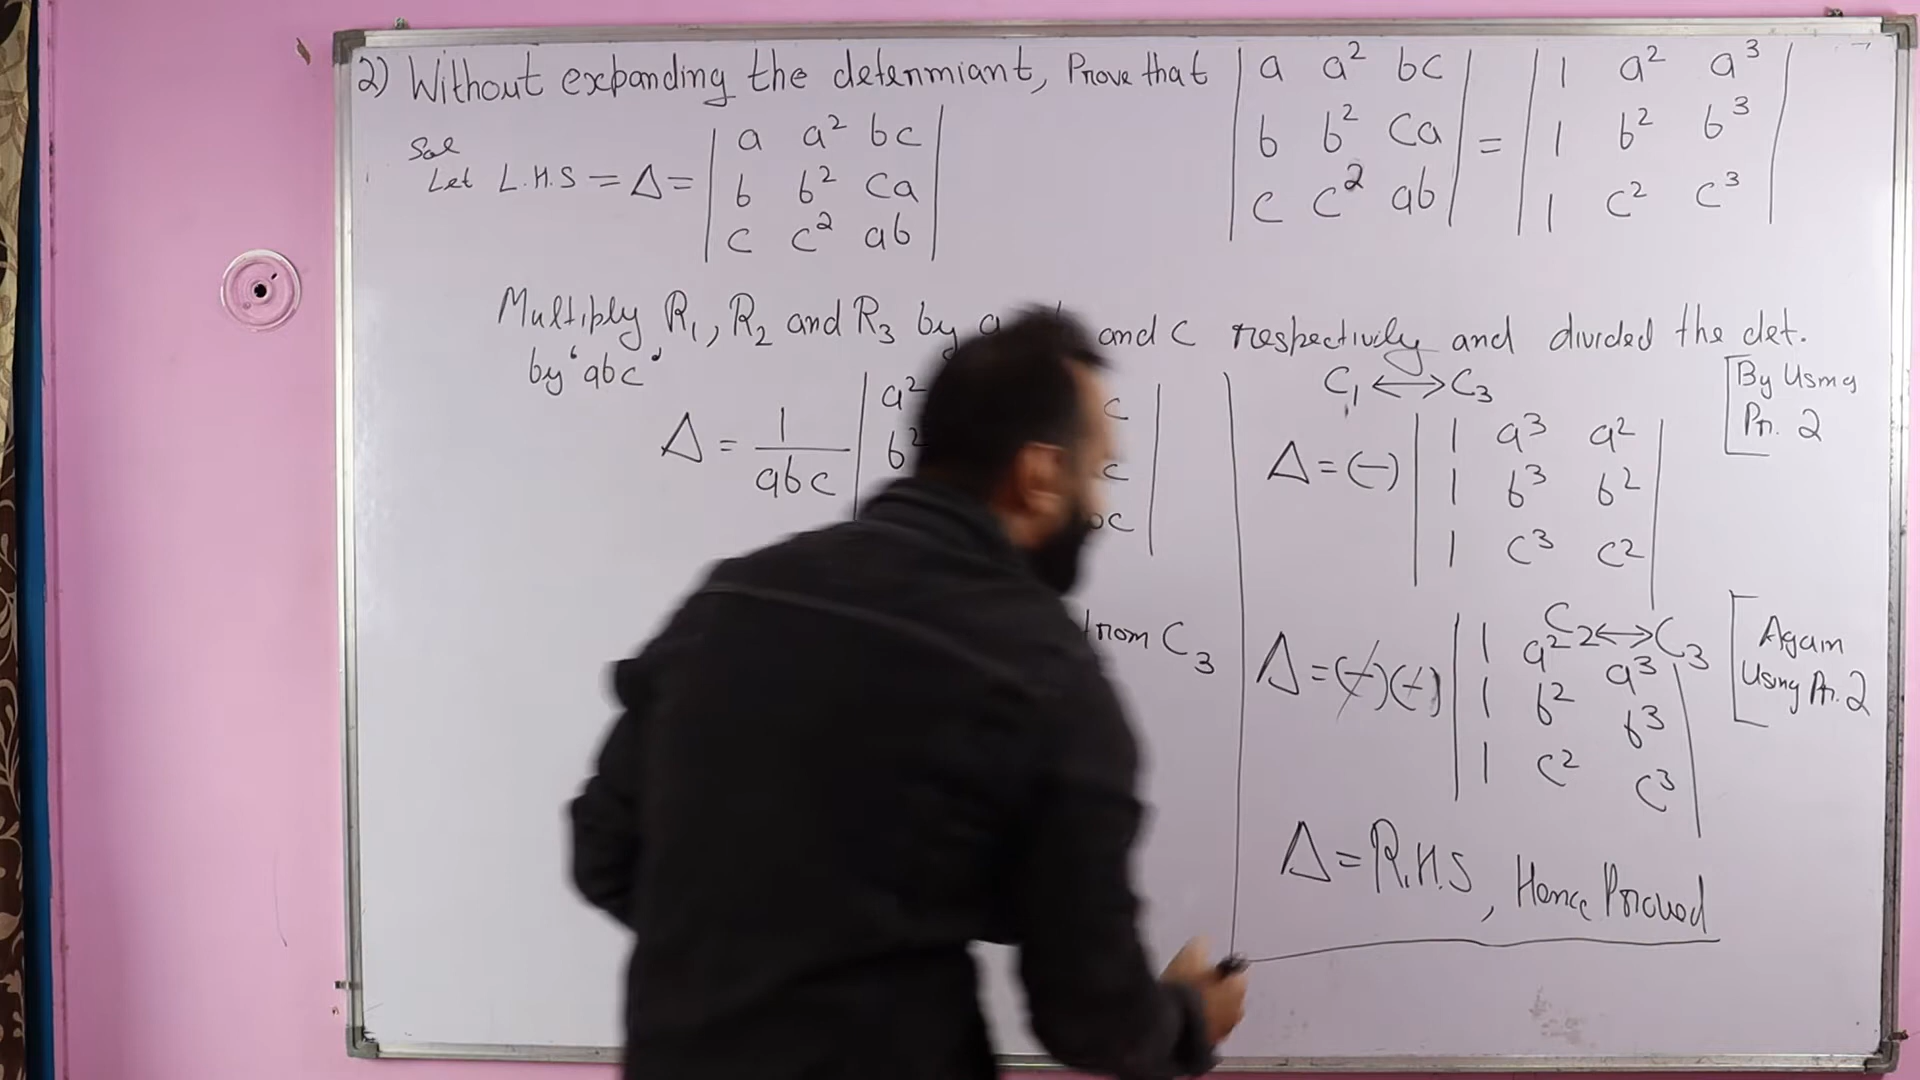 2) Without expanding the determiant, Prove that | a a² bc | = | 1 a² a³ |
| b b² ca | | 1 b² b³ |
| c c² ab | | 1 c² c³ |
Sol
Let L.H.S = Δ = | a a² bc |
| b b² ca |
| c c² ab |
Multiply R₁, R₂ and R₃ by a and c respectively and divided the det.
by 'abc'
Δ = 1/abc | a²
b²
from C₃
C₁ ↔ C₃ [By Using
Pr. 2
Δ = (−) | 1 a³ a² |
| 1 b³ b² |
| 1 c³ c² |
C₂ ↔ C₃ [Again
Using Pr. 2
Δ = (−)(−) | 1 a² a³ |
| 1 b² b³ |
| 1 c² c³ |
Δ = R.H.S, Hence Proved